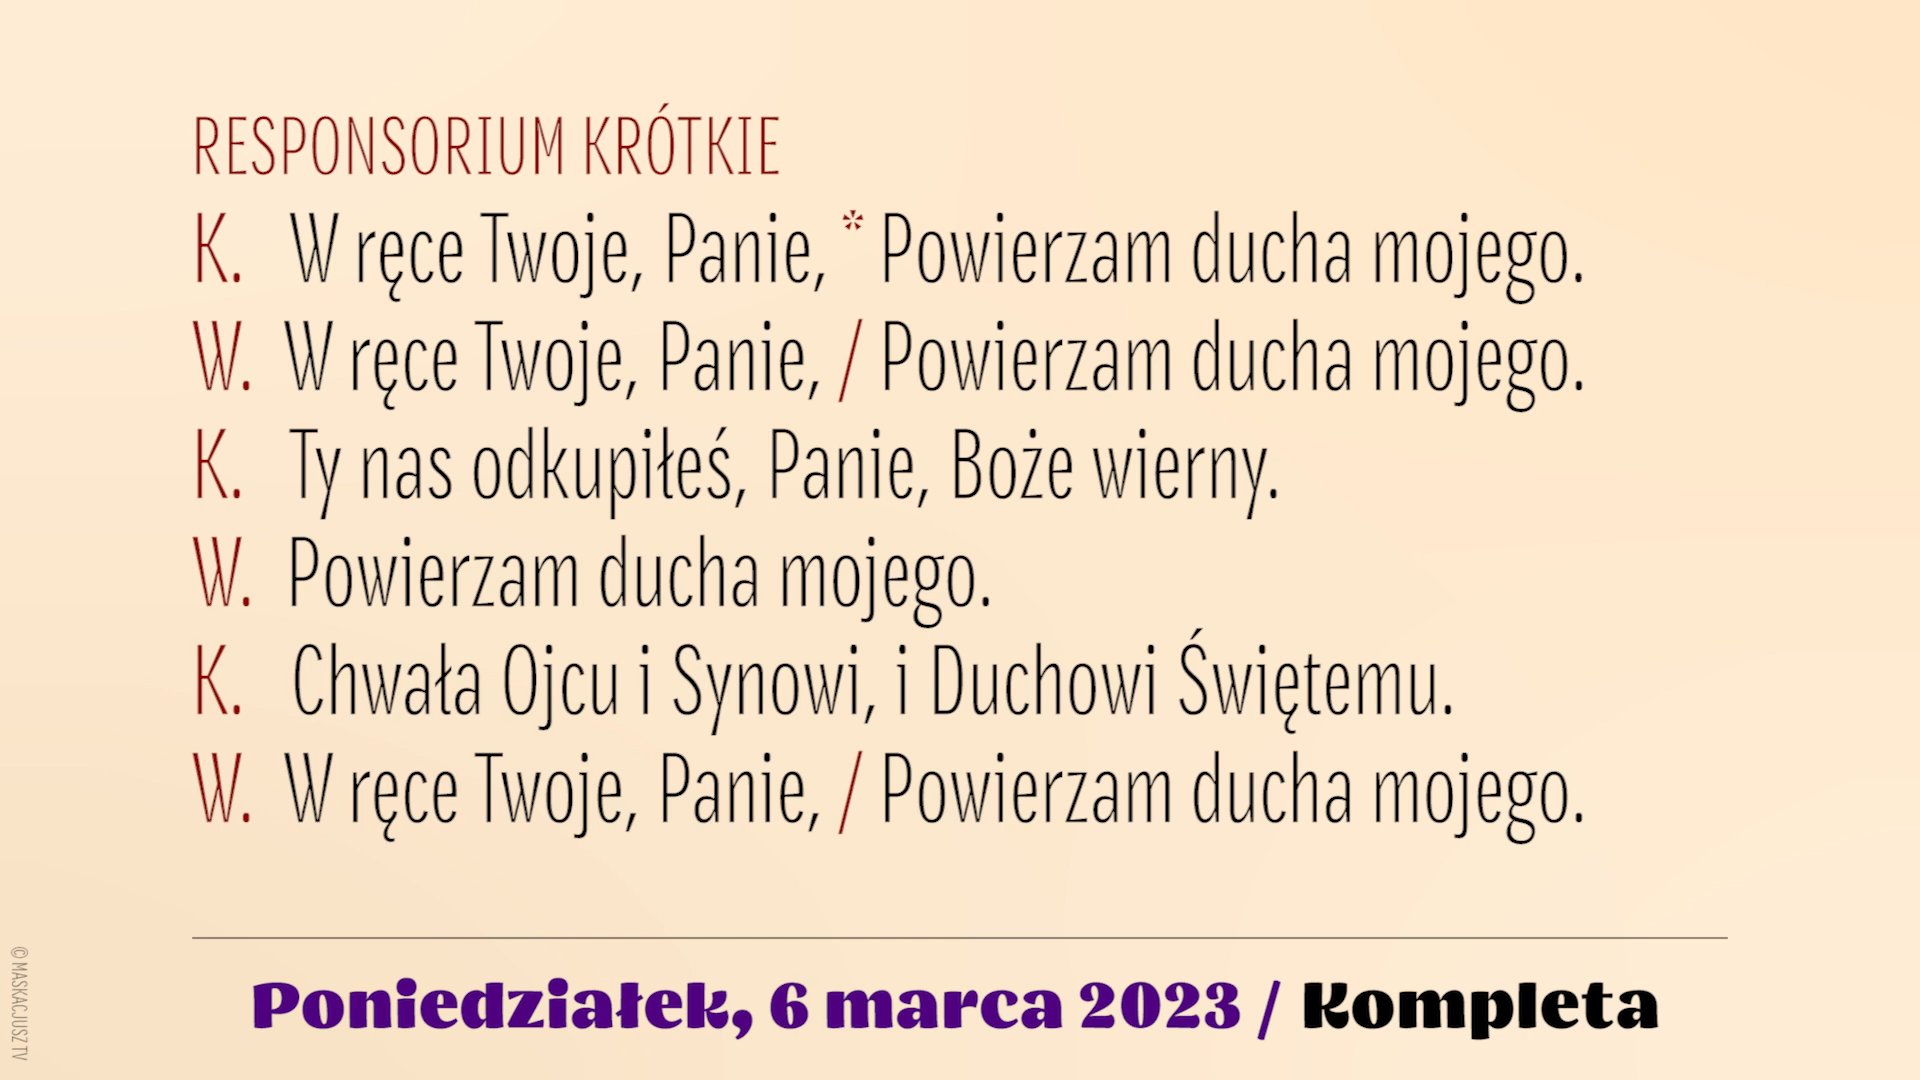 RESPONSORIUM KRÓTKIE
K. W ręce Twoje, Panie, * Powierzam ducha mojego.
W. W ręce Twoje, Panie, / Powierzam ducha mojego.
K. Ty nas odkupiłeś, Panie, Boże wierny.
W. Powierzam ducha mojego.
K. Chwała Ojcu i Synowi, i Duchowi Świętemu.
W. W ręce Twoje, Panie, / Powierzam ducha mojego.
Poniedziałek, 6 marca 2023 / Kompleta
© MASKACJUSZ TV